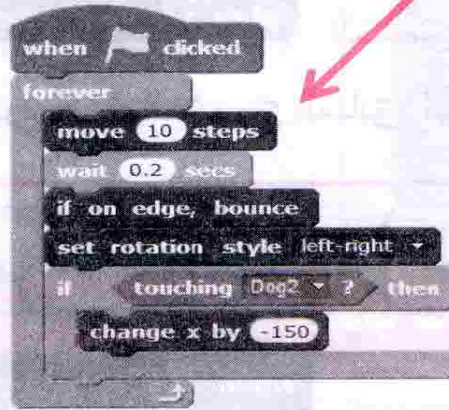 when clicked
forever
move 10 steps
wait 0.2 secs
if on edge, bounce
set rotation style left-right
if touching Dog2 ? then
change x by -150